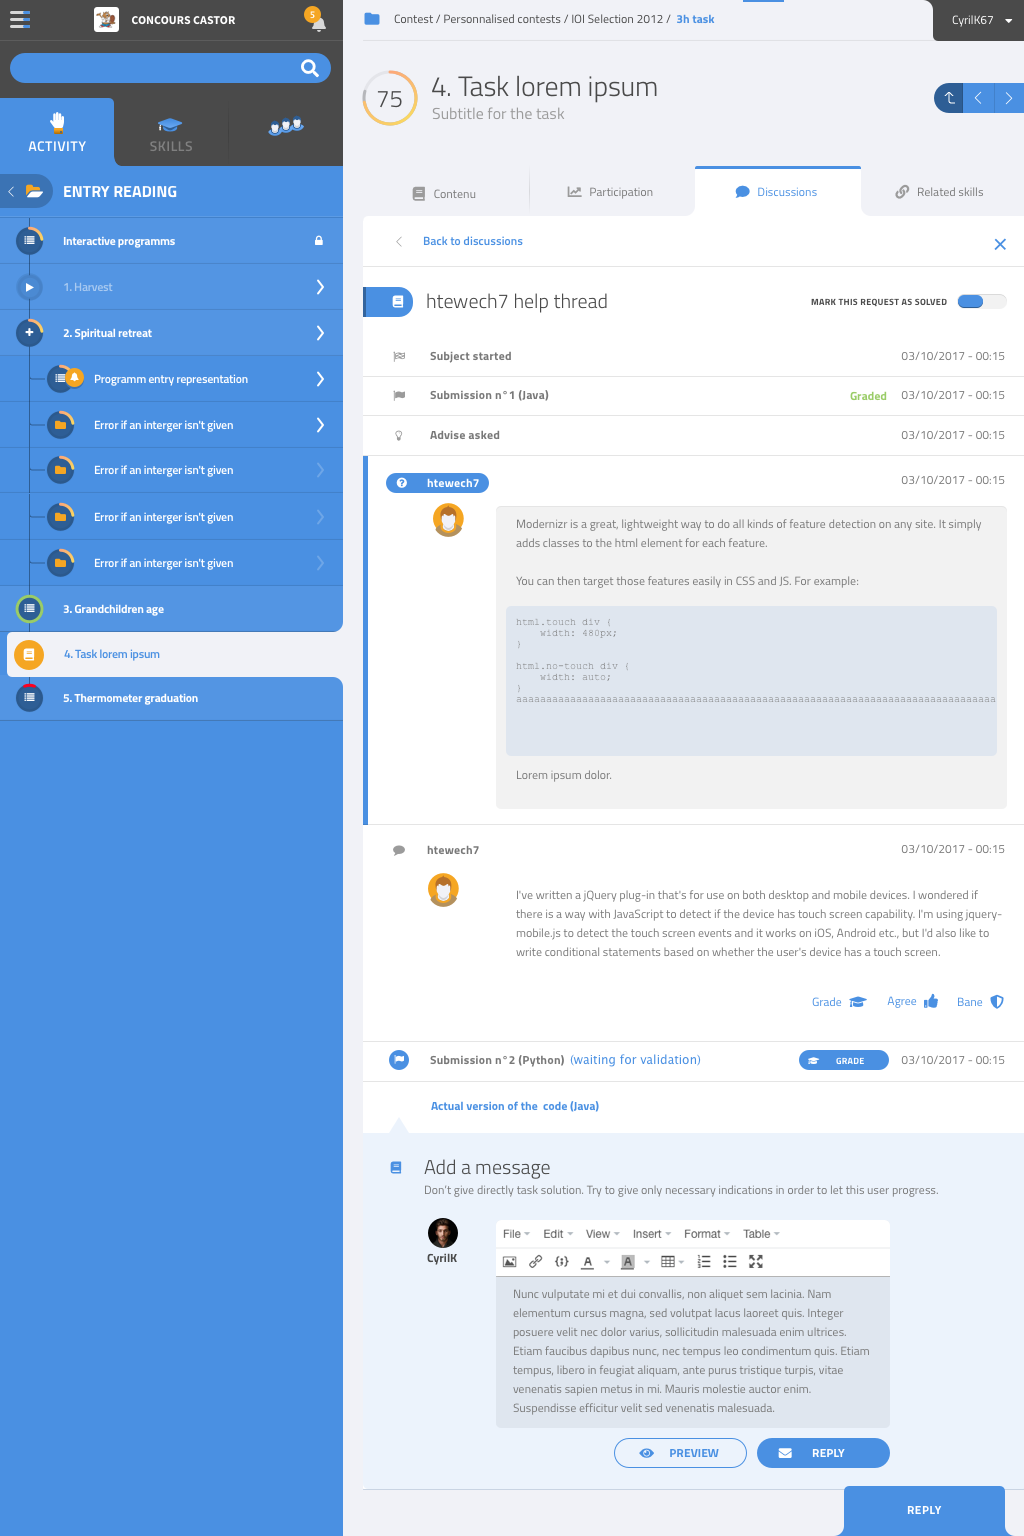 CONCOURS CASTOR
5
Contest / Personnalised contests / IOI Selection 2012 / 3h task
CyrilK67
75
4. Task lorem ipsum
Subtitle for the task
ACTIVITY
SKILLS
ENTRY READING
Interactive programms
1. Harvest
2. Spiritual retreat
Programm entry representation
Error if an interger isn't given
Error if an interger isn't given
Error if an interger isn't given
Error if an interger isn't given
3. Grandchildren age
4. Task lorem ipsum
5. Thermometer graduation
Contenu
Participation
Discussions
Related skills
Back to discussions
htewech7 help thread
MARK THIS REQUEST AS SOLVED
Subject started 03/10/2017 - 00:15
Submission n°1 (Java) Graded 03/10/2017 - 00:15
Advise asked 03/10/2017 - 00:15
htewech7 03/10/2017 - 00:15
Modernizr is a great, lightweight way to do all kinds of feature detection on any site. It simply
adds classes to the html element for each feature.
You can then target those features easily in CSS and JS. For example:
html.touch div {
width: 480px;
}
html.no-touch div {
width: auto;
}
aaaaaaaaaaaaaaaaaaaaaaaaaaaaaaaaaaaaaaaaaaaaaaaaaaaaaaaaaaaaaaaaaaaaaaaaaaaaaaaa
Lorem ipsum dolor.
htewech7 03/10/2017 - 00:15
I've written a jQuery plug-in that's for use on both desktop and mobile devices. I wondered if
there is a way with JavaScript to detect if the device has touch screen capability. I'm using jquery-
mobile.js to detect the touch screen events and it works on iOS, Android etc., but I'd also like to
write conditional statements based on whether the user's device has a touch screen.
Grade Agree Bane
Submission n°2 (Python) (waiting for validation) GRADE 03/10/2017 - 00:15
Actual version of the code (Java)
Add a message
Don't give directly task solution. Try to give only necessary indications in order to let this user progress.
CyrilK
File Edit View Insert Format Table
A A
Nunc vulputate mi et dui convallis, non aliquet sem lacinia. Nam
elementum cursus magna, sed volutpat lacus laoreet quis. Integer
posuere velit nec dolor varius, sollicitudin malesuada enim ultrices.
Etiam faucibus dapibus nunc, nec tempus leo condimentum quis. Etiam
tempus, libero in feugiat aliquam, ante purus tristique turpis, vitae
venenatis sapien metus in mi. Mauris molestie auctor enim.
Suspendisse efficitur velit sed venenatis malesuada.
PREVIEW
REPLY
REPLY